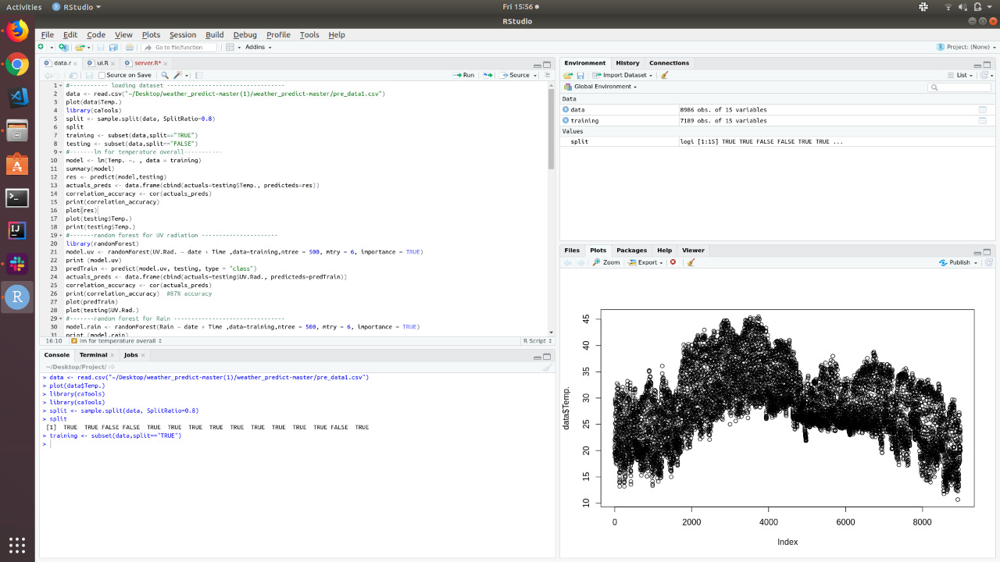 Activities RStudio Fri 15:56
RStudio
File Edit Code View Plots Session Build Debug Profile Tools Help
Go to file/function Addins Project: (None)
data.r ui.R server.R*
Source on Save Run Source
1 #---------------------- loading dataset -------------------------------
2 data <- read.csv("~/Desktop/weather_predict-master(1)/weather_predict-master/pre_data1.csv")
3 plot(data$Temp.)
4 library(caTools)
5 split <- sample.split(data, SplitRatio=0.8)
6 split
7 training <- subset(data,split=="TRUE")
8 testing <- subset(data,split=="FALSE")
9 #-------lm for temperature overall-----------
10 model <- lm(Temp. ~. , data = training)
11 summary(model)
12 res <- predict(model,testing)
13 actuals_preds <- data.frame(cbind(actuals=testing$Temp., predicteds=res))
14 correlation_accuracy <- cor(actuals_preds)
15 print(correlation_accuracy)
16 plot(res)
17 plot(testing$Temp.)
18 print(testing$Temp.)
19 #-------random forest for UV radiation ----------------------
20 library(randomForest)
21 model.uv <- randomForest(UV.Rad. ~ date + Time ,data=training,ntree = 500, mtry = 6, importance = TRUE)
22 print (model.uv)
23 predTrain <- predict(model.uv, testing, type = "class")
24 actuals_preds <- data.frame(cbind(actuals=testing$UV.Rad., predicteds=predTrain))
25 correlation_accuracy <- cor(actuals_preds)
26 print(correlation_accuracy) #87% accuracy
27 plot(predTrain)
28 plot(testing$UV.Rad.)
29 #-------random forest for Rain --------------------------------
30 model.rain <- randomForest(Rain ~ date + Time ,data=training,ntree = 500, mtry = 6, importance = TRUE)
31 print (model.rain)
16:10 lm for temperature overall R Script
Console Terminal Jobs
~/Desktop/Project/
> data <- read.csv("~/Desktop/weather_predict-master(1)/weather_predict-master/pre_data1.csv")
> plot(data$Temp.)
> library(caTools)
> library(caTools)
> split <- sample.split(data, SplitRatio=0.8)
> split
[1] TRUE TRUE FALSE FALSE TRUE TRUE TRUE TRUE TRUE TRUE TRUE TRUE TRUE FALSE TRUE
> training <- subset(data,split=="TRUE")
>
Environment History Connections
Import Dataset List
Global Environment
Data
data 8986 obs. of 15 variables
training 7189 obs. of 15 variables
Values
split logi [1:15] TRUE TRUE FALSE FALSE TRUE TRUE ...
Files Plots Packages Help Viewer
Zoom Export Publish
data$Temp.
45
40
35
30
25
20
15
10
0 2000 4000 6000 8000
Index